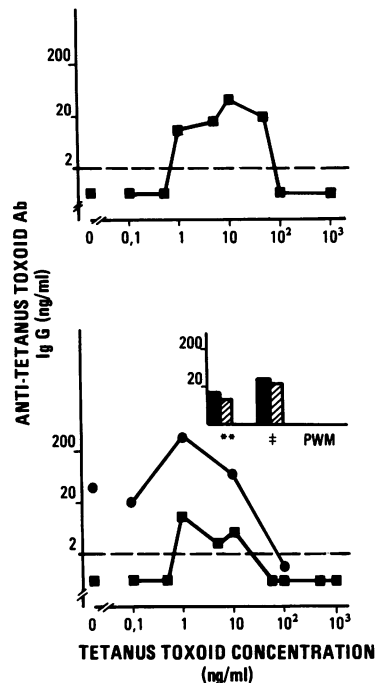 200
20
2
0 0,1 1 10 10² 10³
ANTI-TETANUS TOXOID Ab
Ig G (ng/ml)
200
20
** ‡ PWM
200
20
2
0 0,1 1 10 10² 10³
TETANUS TOXOID CONCENTRATION
(ng/ml)